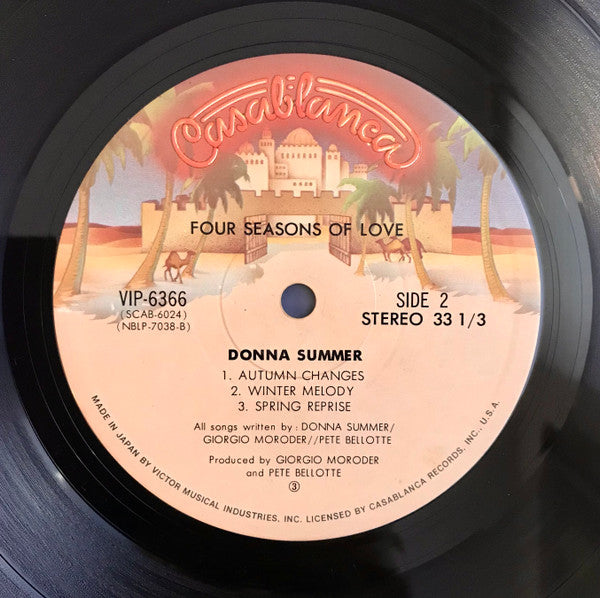 Casablanca
FOUR SEASONS OF LOVE
VIP-6366
(SCAB-6024)
(NBLP-7038-B)
SIDE 2
STEREO 33 1/3
DONNA SUMMER
1. AUTUMN CHANGES
2. WINTER MELODY
3. SPRING REPRISE
All songs written by : DONNA SUMMER/
GIORGIO MORODER//PETE BELLOTTE
Produced by GIORGIO MORODER
and PETE BELLOTTE
③
MADE IN JAPAN BY VICTOR MUSICAL INDUSTRIES, INC. LICENSED BY CASABLANCA RECORDS, INC., U.S.A.